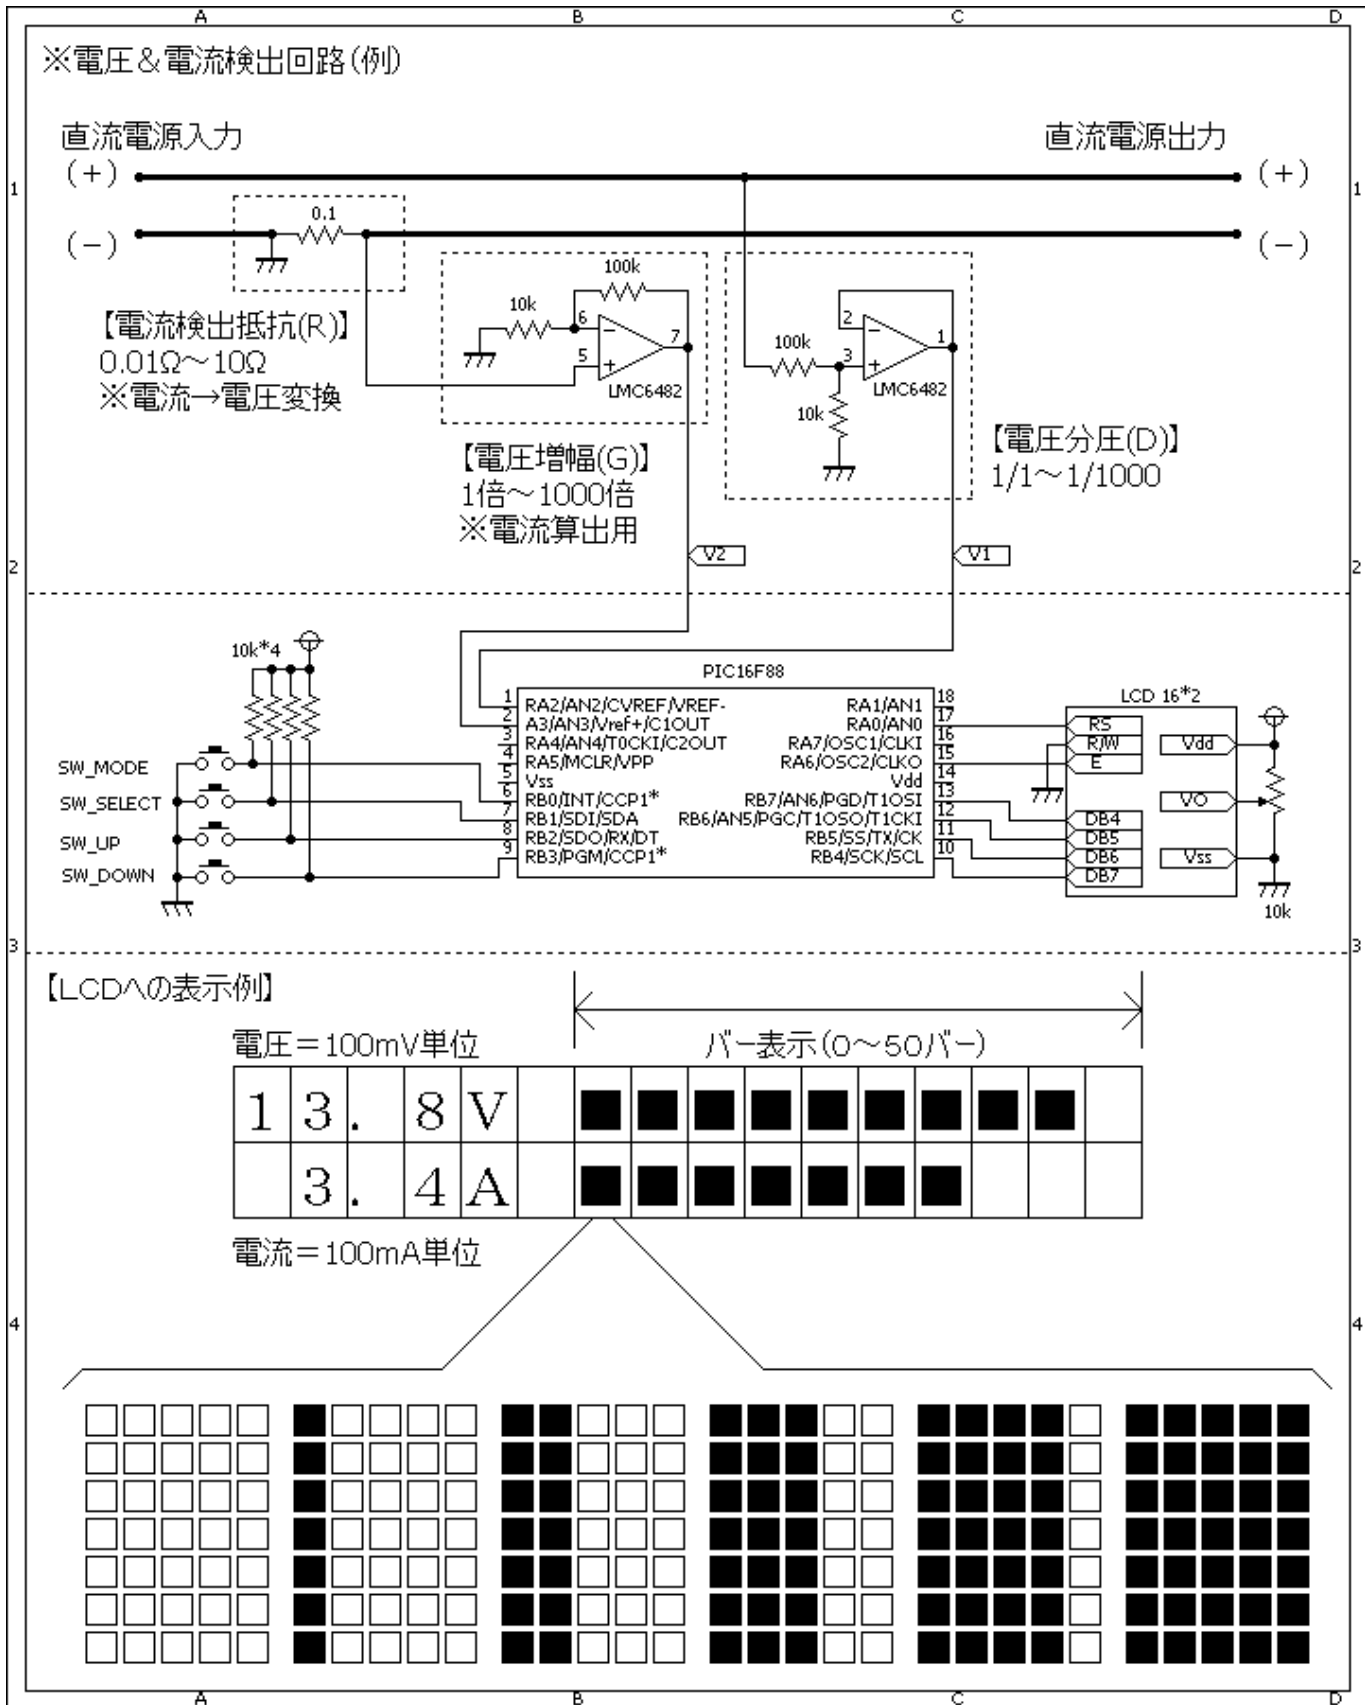 A B C D
※電圧＆電流検出回路(例)
直流電源入力
直流電源出力
(+)
(+)
1
1
0.1
(-)
(-)
100k
10k
6
7
5
LMC6482
2
1
100k
3
LMC6482
10k
【電流検出抵抗(R)】
0.01Ω～10Ω
※電流→電圧変換
【電圧増幅(G)】
1倍～1000倍
※電流算出用
【電圧分圧(D)】
1/1～1/1000
V2
V1
2
2
10k*4
PIC16F88
1 RA2/AN2/CVREF/VREF-
2 A3/AN3/Vref+/C1OUT
3 RA4/AN4/T0CKI/C2OUT
4 RA5/MCLR/VPP
5 Vss
6 RB0/INT/CCP1*
7 RB1/SDI/SDA
8 RB2/SDO/RX/DT
9 RB3/PGM/CCP1*
RA1/AN1 18
RA0/AN0 17
RA7/OSC1/CLKI 16
RA6/OSC2/CLKO 15
Vdd 14
RB7/AN6/PGD/T1OSI 13
RB6/AN5/PGC/T1OSO/T1CKI 12
RB5/SS/TX/CK 11
RB4/SCK/SCL 10
SW_MODE
SW_SELECT
SW_UP
SW_DOWN
LCD 16*2
RS
R/W
E
DB4
DB5
DB6
DB7
Vdd
VO
Vss
10k
3
3
【LCDへの表示例】
電圧＝100mV単位
バー表示(0～50バー)
13.8V
3.4A
電流＝100mA単位
4
4
A B C D